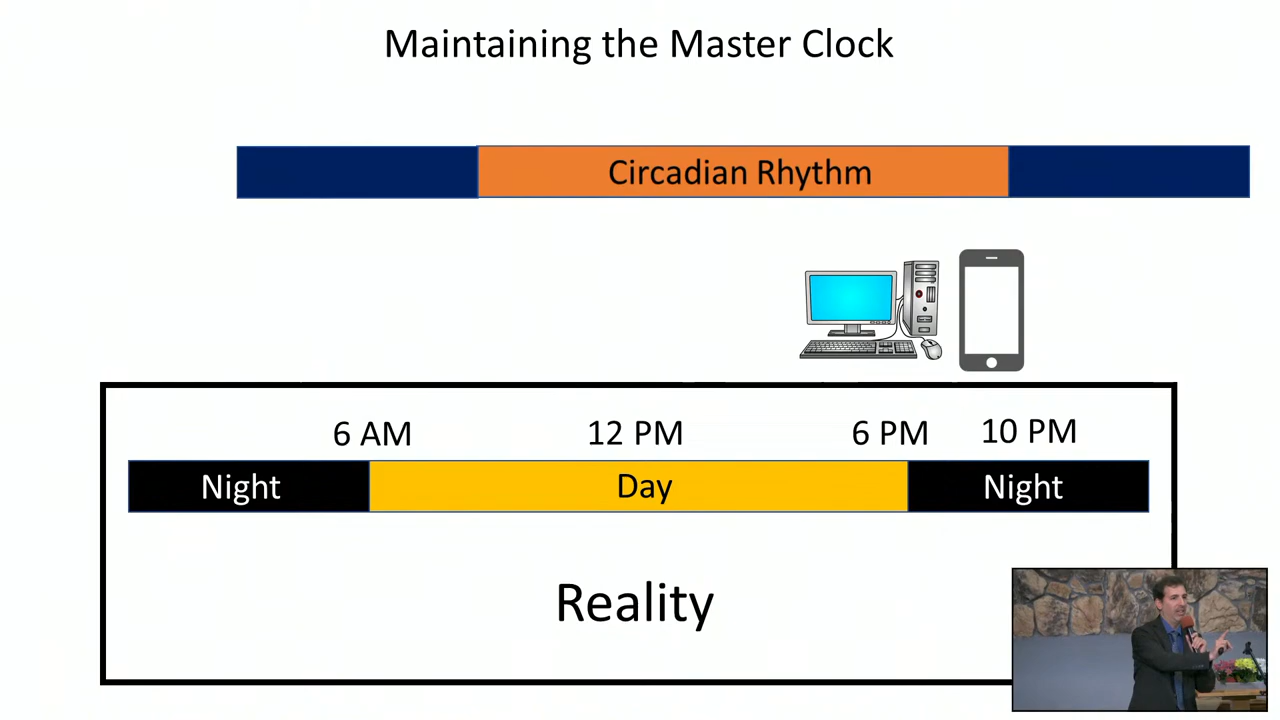 Maintaining the Master Clock
Circadian Rhythm
6 AM 12 PM 6 PM 10 PM
Night Day Night
Reality